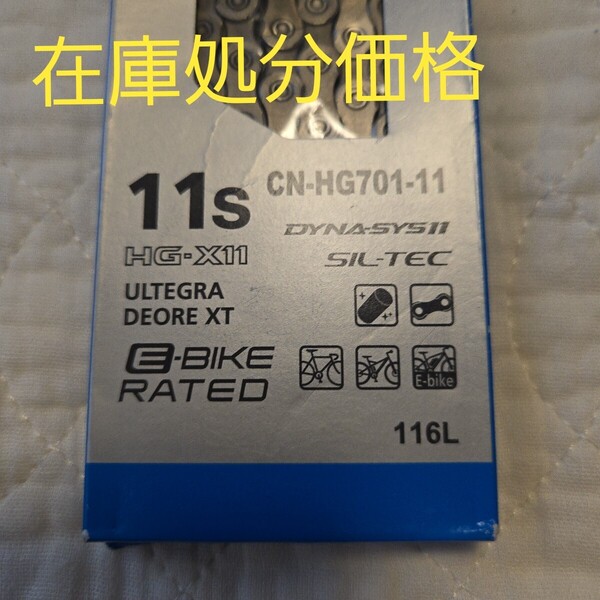 在庫処分価格
11s CN-HG701-11
DYNA-SYS11
HG-X11 SIL-TEC
ULTEGRA
DEORE XT
E-BIKE
RATED
E-bike
116L